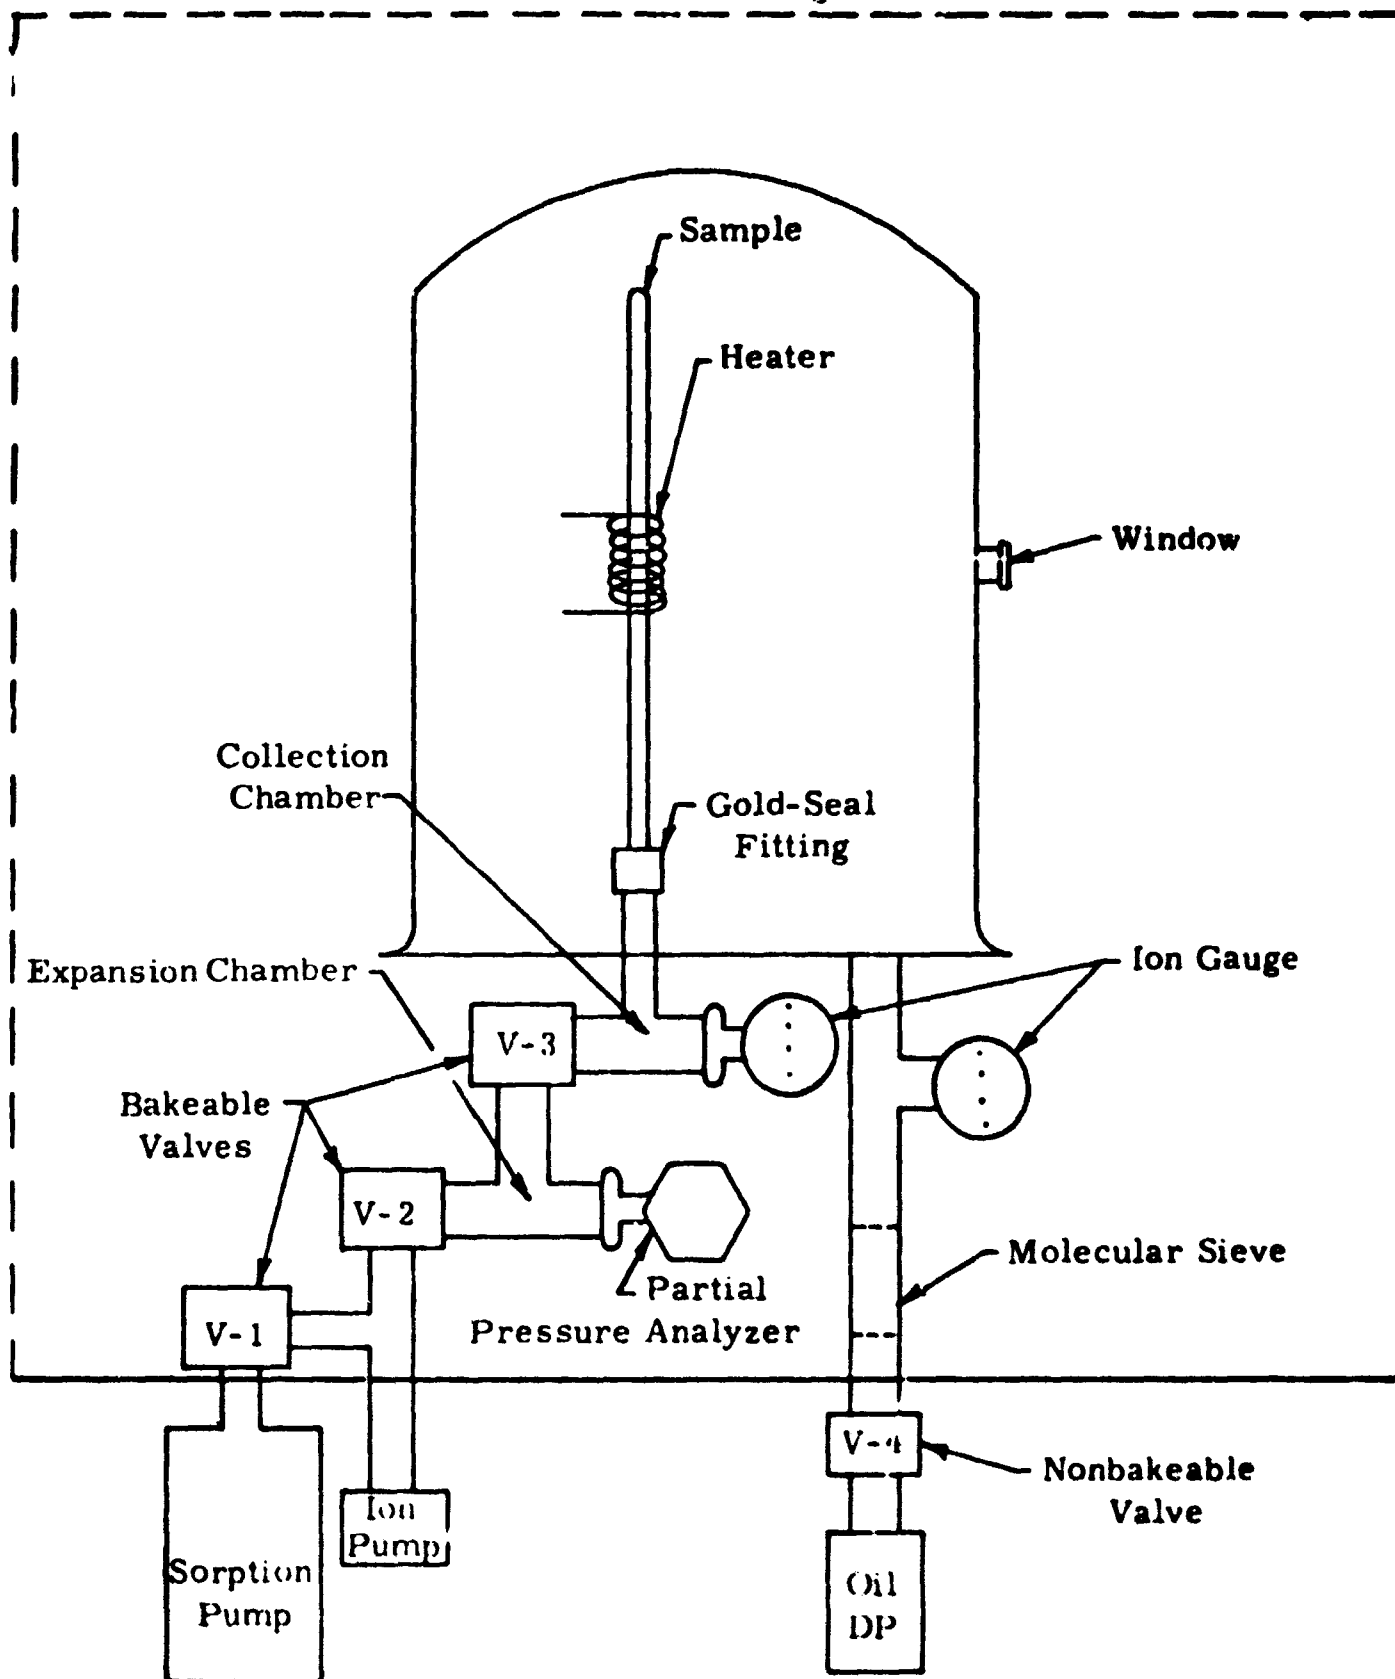 Sample
Heater
Window
Collection
Chamber
Gold-Seal
Fitting
Expansion Chamber
Ion Gauge
V-3
Bakeable
Valves
V-2
Molecular Sieve
Partial
Pressure Analyzer
V-1
V-4
Nonbakeable
Valve
Ion
Pump
Sorption
Pump
Oil
DP